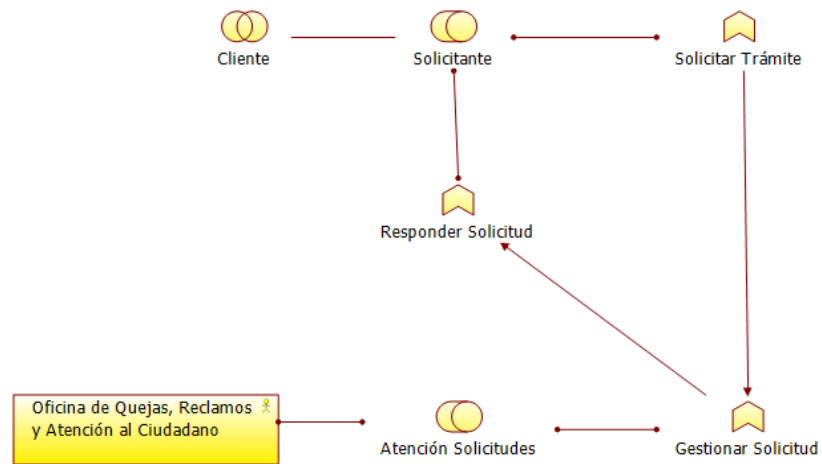 Cliente
Solicitante
Solicitar Trámite
Responder Solicitud
Oficina de Quejas, Reclamos
y Atención al Ciudadano
Atención Solicitudes
Gestionar Solicitud